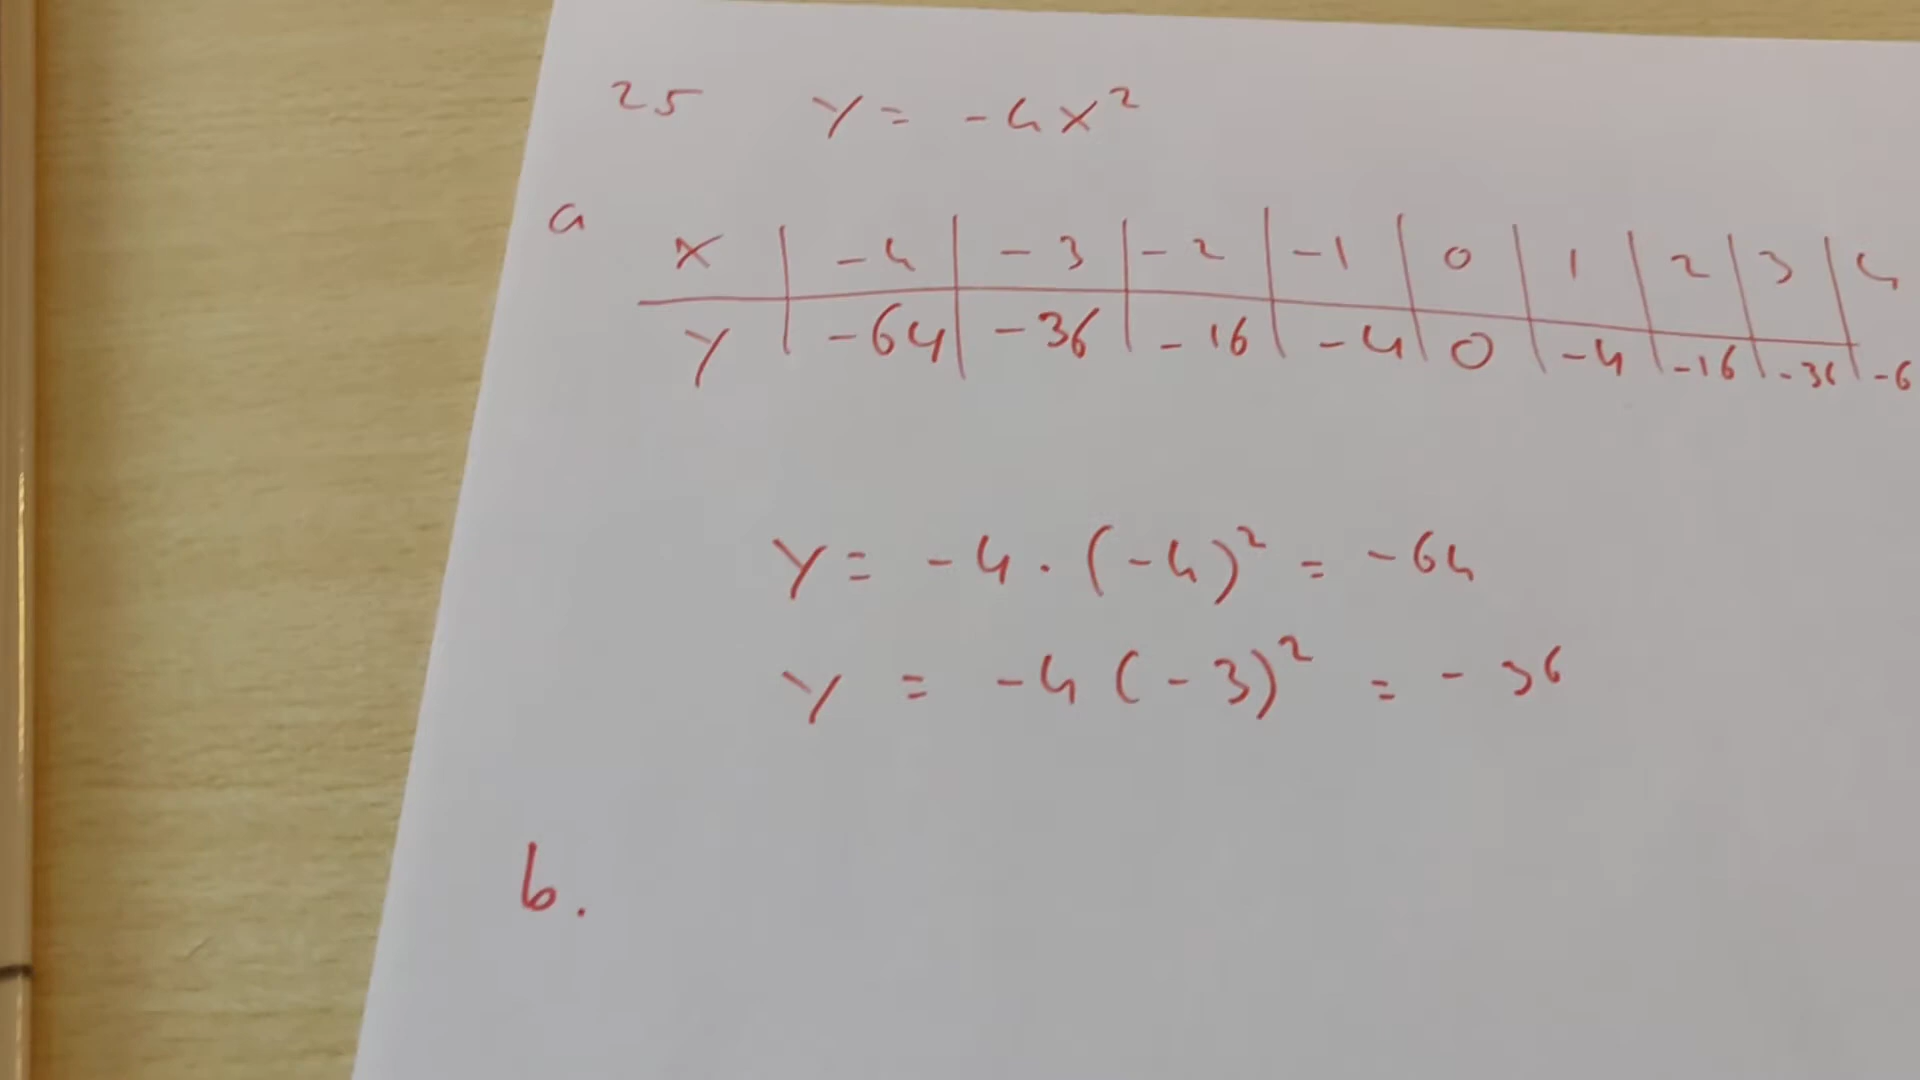 25 y = -4x²
a
x | -4 | -3 | -2 | -1 | 0 | 1 | 2 | 3 | 4
y | -64 | -36 | -16 | -4 | 0 | -4 | -16 | -36 | -6
y = -4 · (-4)² = -64
y = -4 (-3)² = -36
b.